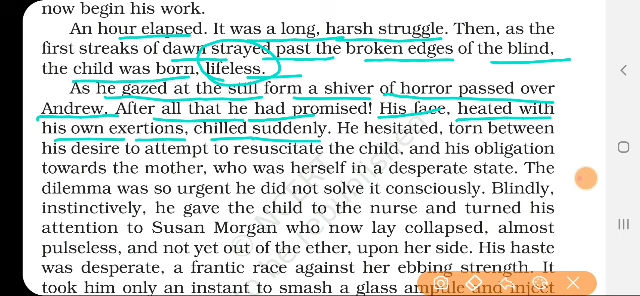 now begin his work.
An hour elapsed. It was a long, harsh struggle. Then, as the
first streaks of dawn strayed past the broken edges of the blind,
the child was born, lifeless.
As he gazed at the still form a shiver of horror passed over
Andrew. After all that he had promised! His face, heated with
his own exertions, chilled suddenly. He hesitated, torn between
his desire to attempt to resuscitate the child, and his obligation
towards the mother, who was herself in a desperate state. The
dilemma was so urgent he did not solve it consciously. Blindly,
instinctively, he gave the child to the nurse and turned his
attention to Susan Morgan who now lay collapsed, almost
pulseless, and not yet out of the ether, upon her side. His haste
was desperate, a frantic race against her ebbing strength. It
took him only an instant to smash a glass ampule and inject